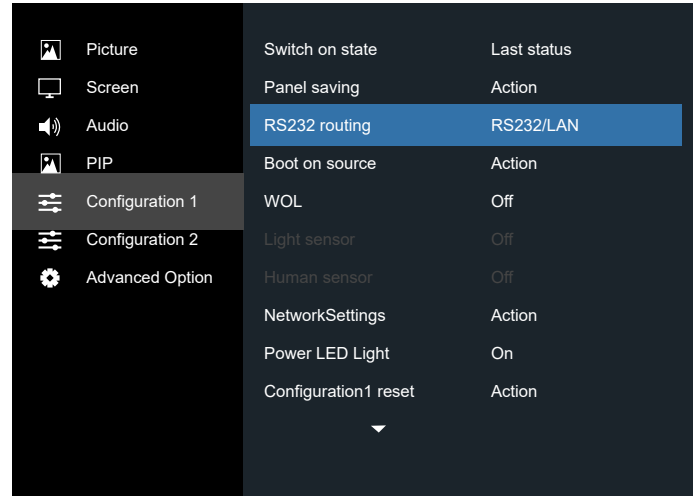 Picture
Screen
Audio
PIP
Configuration 1
Configuration 2
Advanced Option
Switch on state Last status
Panel saving Action
RS232 routing RS232/LAN
Boot on source Action
WOL Off
Light sensor Off
Human sensor Off
NetworkSettings Action
Power LED Light On
Configuration1 reset Action